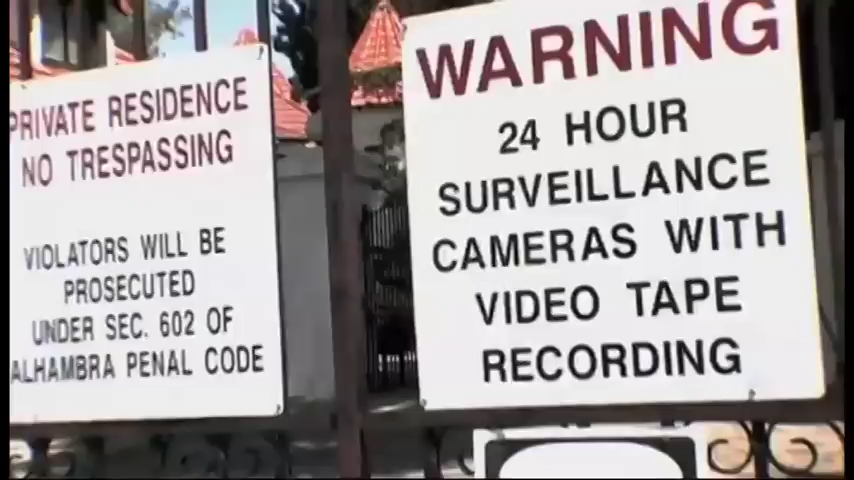 PRIVATE RESIDENCE
NO TRESPASSING
VIOLATORS WILL BE
PROSECUTED
UNDER SEC. 602 OF
ALHAMBRA PENAL CODE
WARNING
24 HOUR
SURVEILLANCE
CAMERAS WITH
VIDEO TAPE
RECORDING